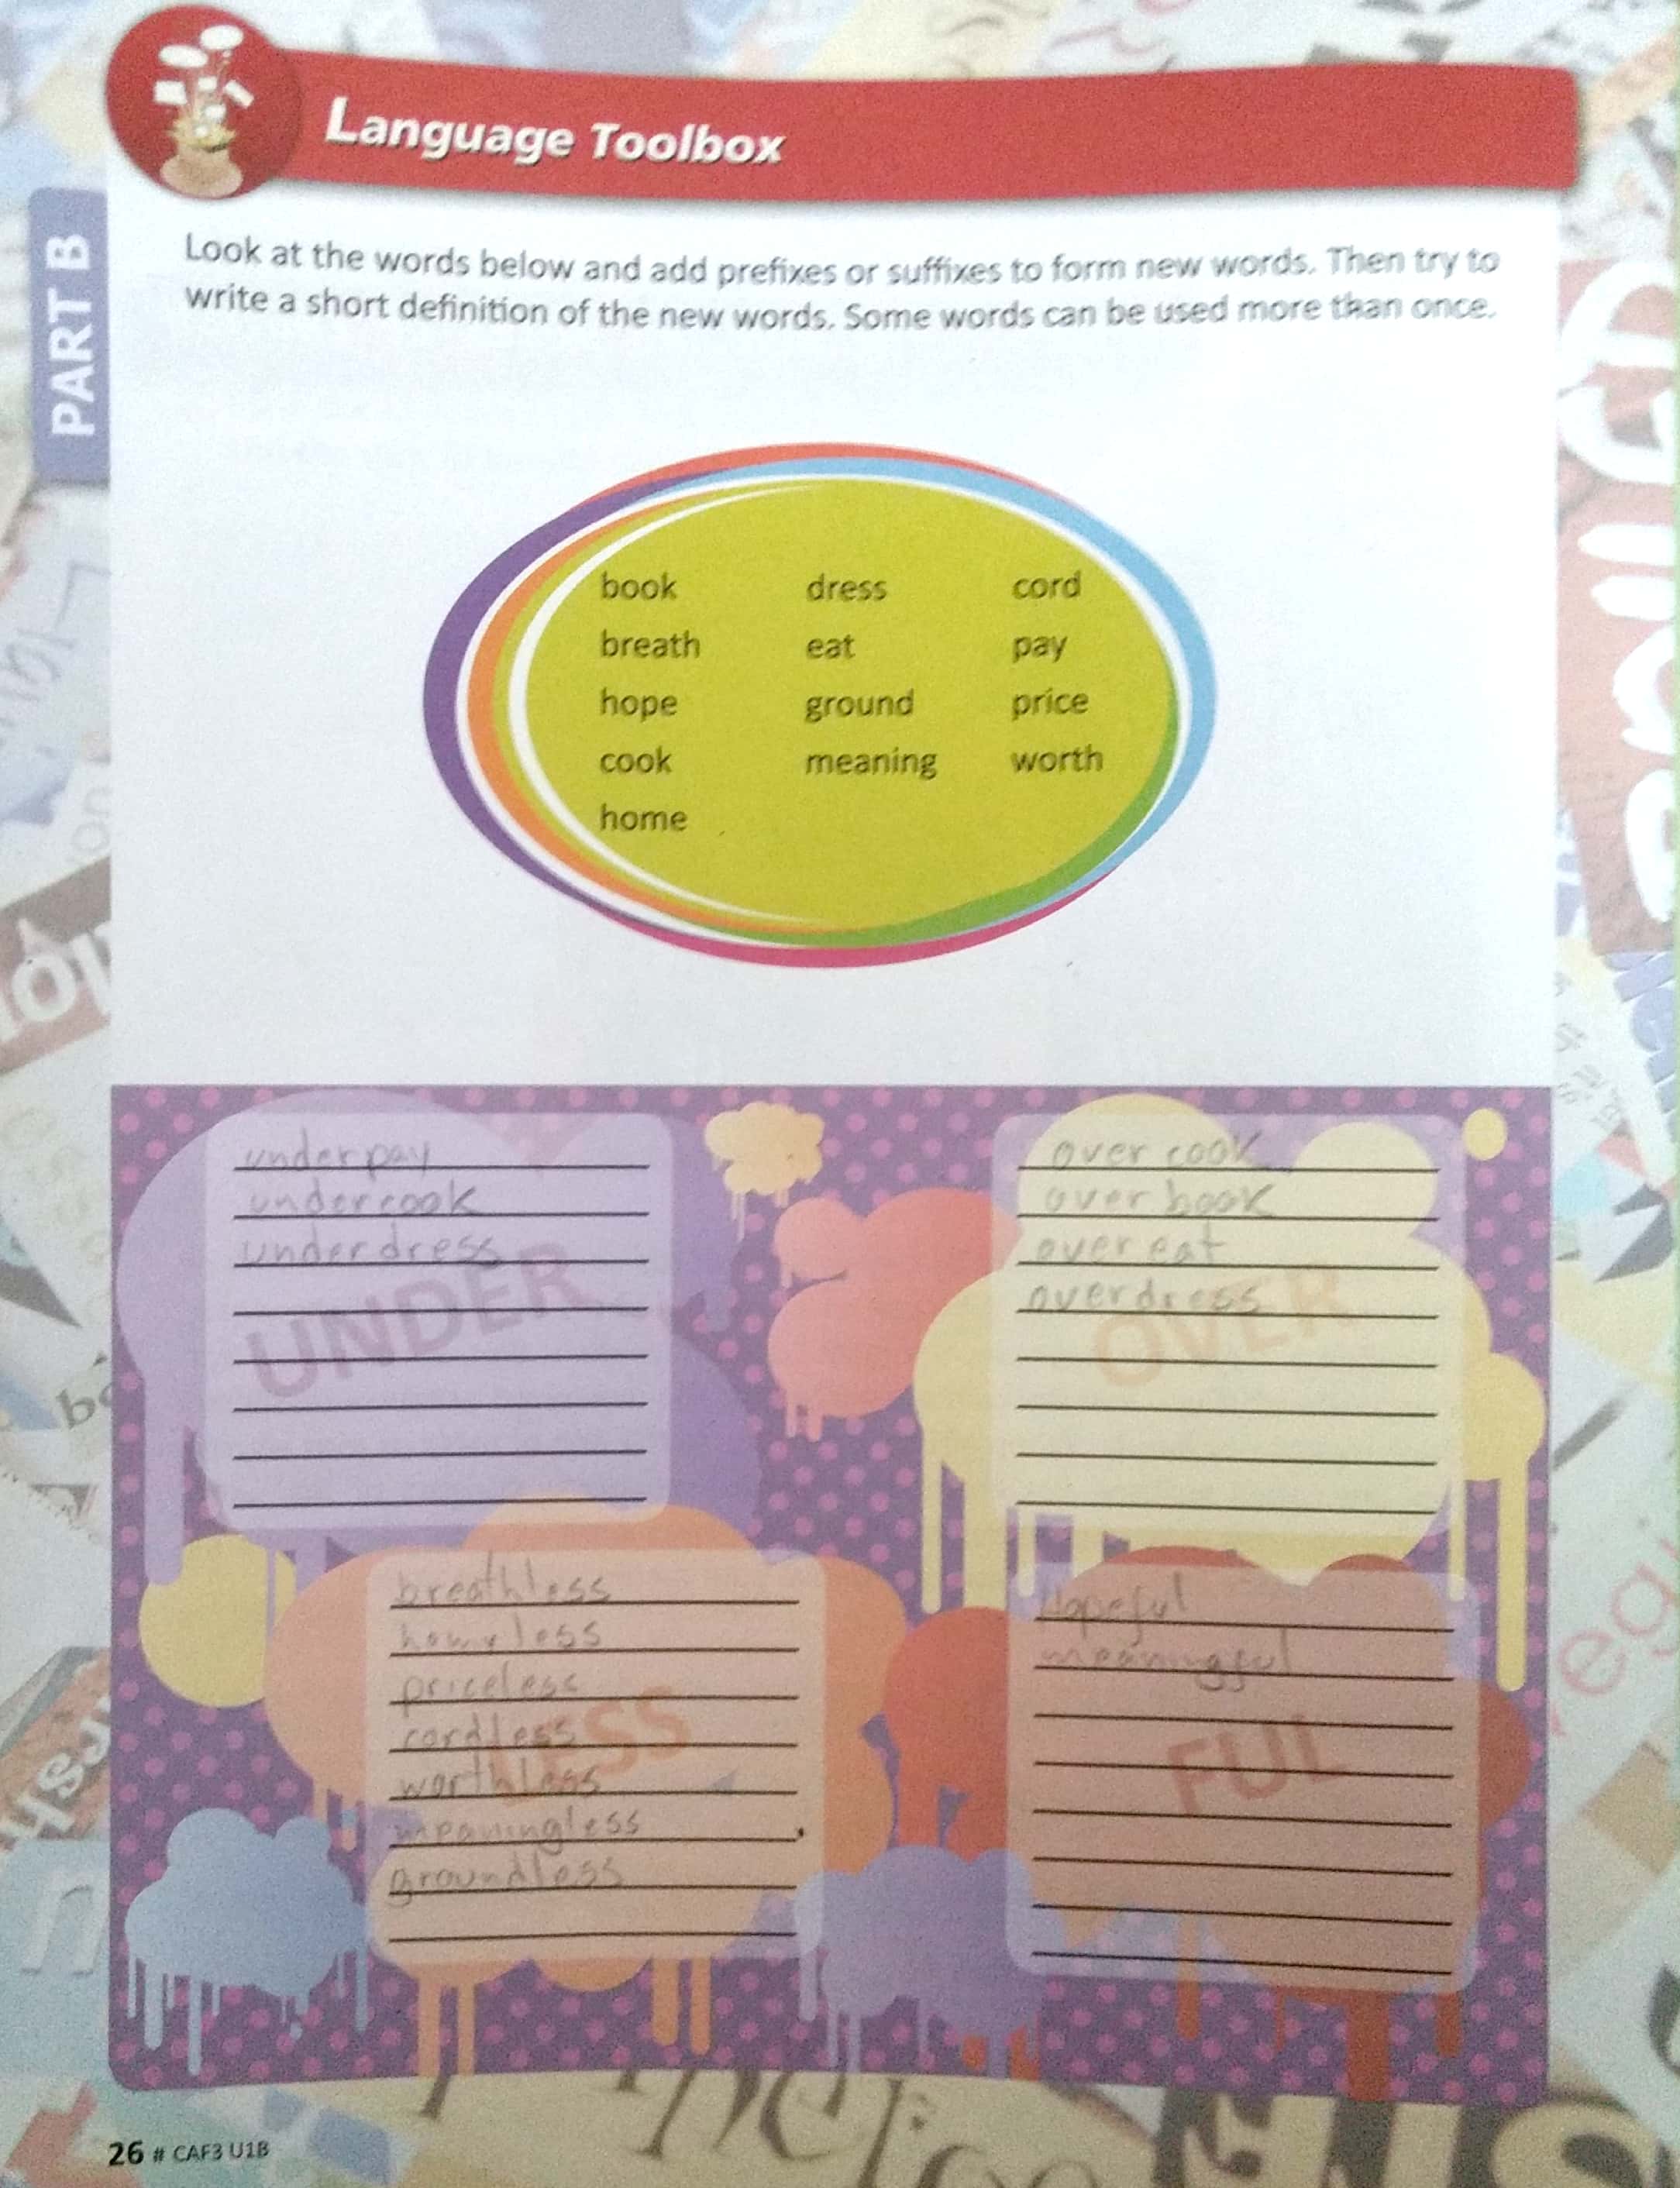 Language Toolbox
PART B
Look at the words below and add prefixes or suffixes to form new words. Then try to
write a short definition of the new words. Some words can be used more than once.
book dress cord
breath eat pay
hope ground price
cook meaning worth
home
underpay
undercook
underdress
UNDER
over cook
over book
over eat
overdress
OVER
breathless
homeless
priceless
cordless
worthless
meaningless
groundless
LESS
Hopeful
meaningful
FUL
26 # CAF3 U1B